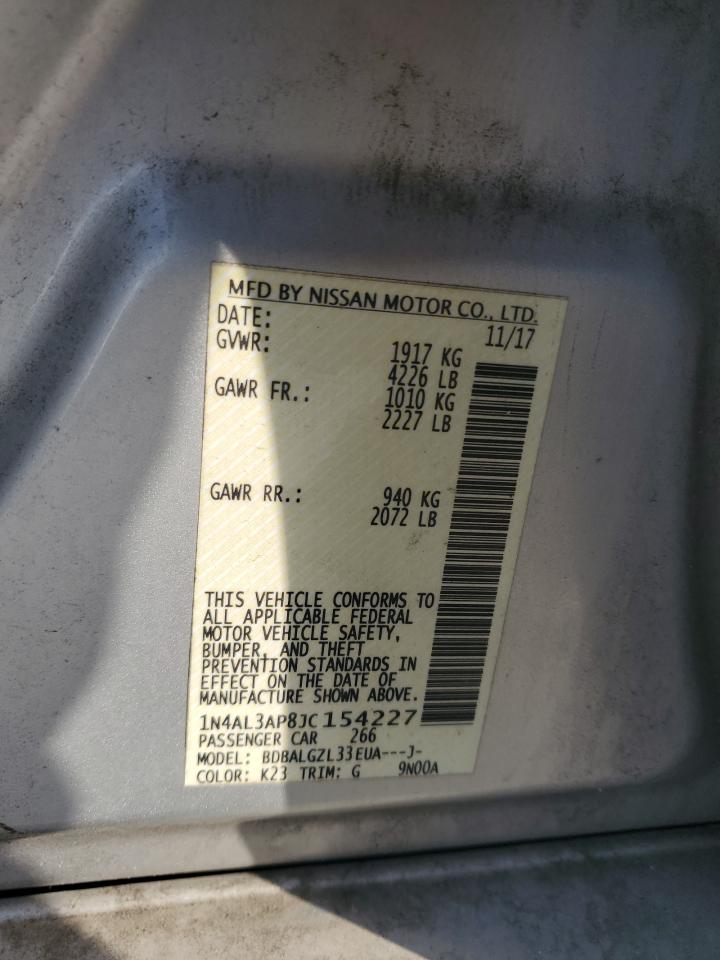 MFD BY NISSAN MOTOR CO., LTD.
DATE: 11/17
GVWR: 1917 KG
4226 LB
GAWR FR.: 1010 KG
2227 LB
GAWR RR.: 940 KG
2072 LB
THIS VEHICLE CONFORMS TO
ALL APPLICABLE FEDERAL
MOTOR VEHICLE SAFETY,
BUMPER, AND THEFT
PREVENTION STANDARDS IN
EFFECT ON THE DATE OF
MANUFACTURE SHOWN ABOVE.
1N4AL3AP8JC154227
PASSENGER CAR 266
MODEL: BDBALGZL33EUA---J-
COLOR: K23 TRIM: G 9N00A